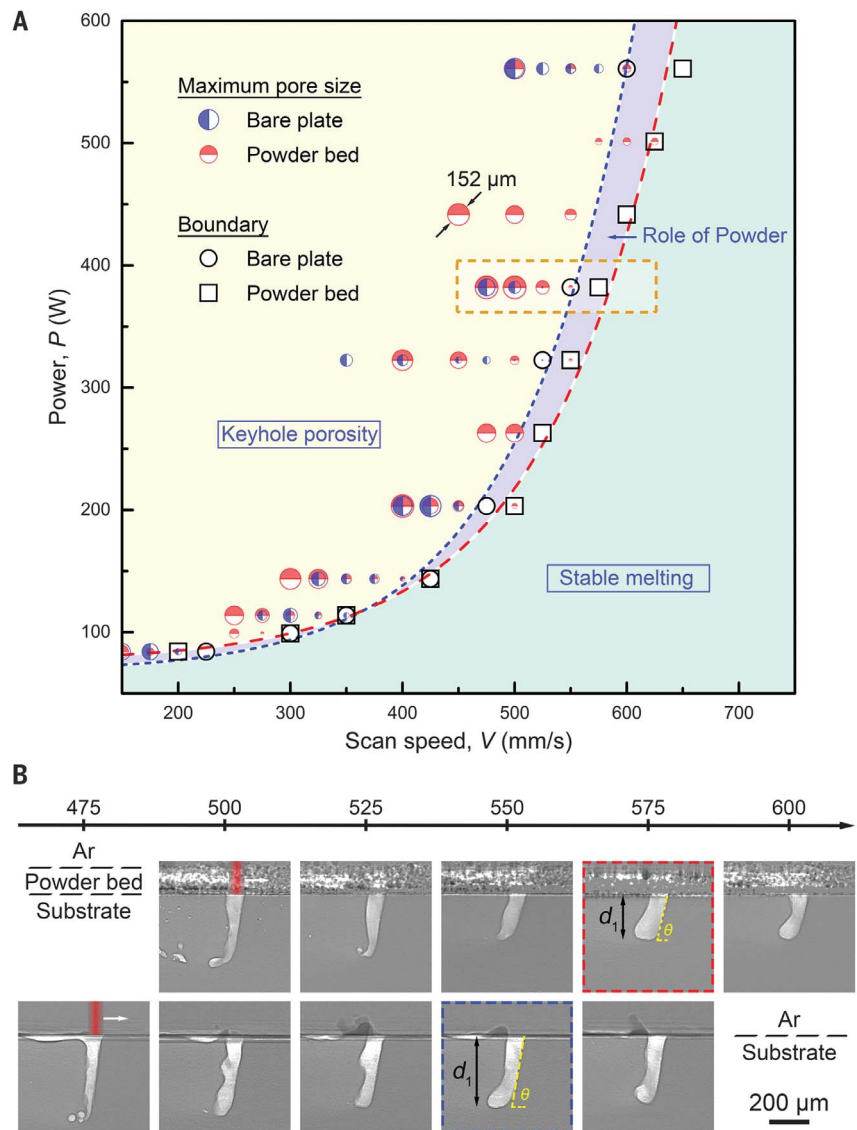 A
600
500
400
300
200
100
Power, P (W)
Maximum pore size
Bare plate
Powder bed
Boundary
Bare plate
Powder bed
152 µm
Role of Powder
Keyhole porosity
Stable melting
200
300
400
500
600
700
Scan speed, V (mm/s)
B
475
500
525
550
575
600
Ar
Powder bed
Substrate
d1
θ
d1
θ
Ar
Substrate
200 µm